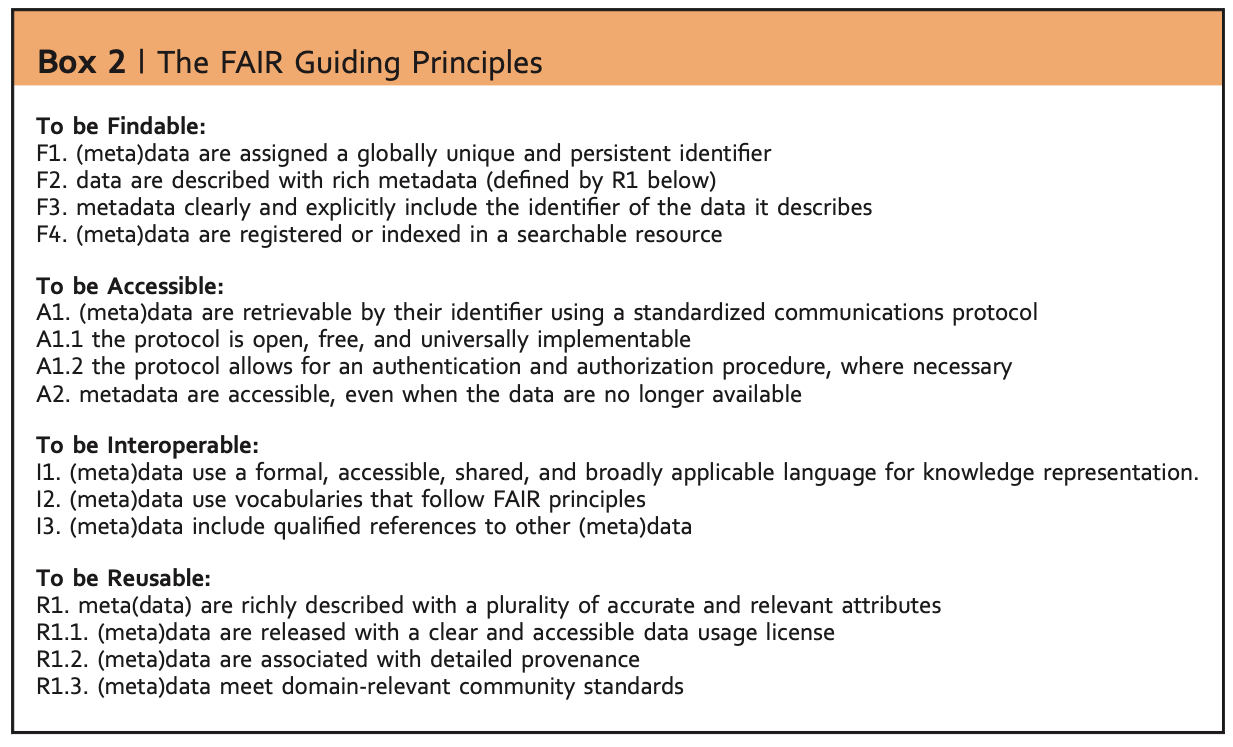 Box 2 | The FAIR Guiding Principles
To be Findable:
F1. (meta)data are assigned a globally unique and persistent identifier
F2. data are described with rich metadata (defined by R1 below)
F3. metadata clearly and explicitly include the identifier of the data it describes
F4. (meta)data are registered or indexed in a searchable resource
To be Accessible:
A1. (meta)data are retrievable by their identifier using a standardized communications protocol
A1.1 the protocol is open, free, and universally implementable
A1.2 the protocol allows for an authentication and authorization procedure, where necessary
A2. metadata are accessible, even when the data are no longer available
To be Interoperable:
I1. (meta)data use a formal, accessible, shared, and broadly applicable language for knowledge representation.
I2. (meta)data use vocabularies that follow FAIR principles
I3. (meta)data include qualified references to other (meta)data
To be Reusable:
R1. meta(data) are richly described with a plurality of accurate and relevant attributes
R1.1. (meta)data are released with a clear and accessible data usage license
R1.2. (meta)data are associated with detailed provenance
R1.3. (meta)data meet domain-relevant community standards